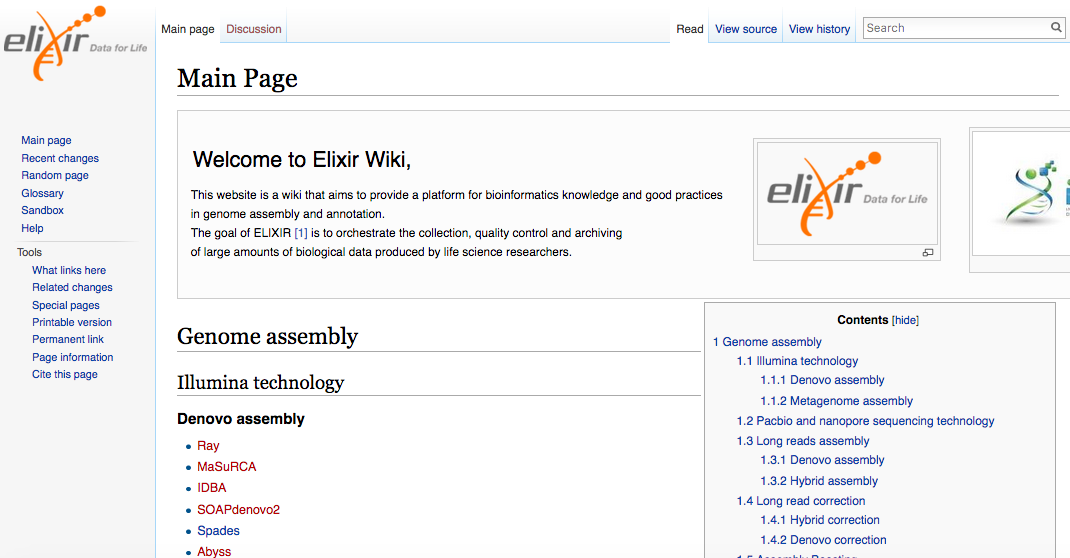 elixir Data for Life
Main page
Discussion
Read
View source
View history
Search
Main page
Recent changes
Random page
Glossary
Sandbox
Help
Tools
What links here
Related changes
Special pages
Printable version
Permanent link
Page information
Cite this page
Main Page
Welcome to Elixir Wiki,
This website is a wiki that aims to provide a platform for bioinformatics knowledge and good practices
in genome assembly and annotation.
The goal of ELIXIR [1] is to orchestrate the collection, quality control and archiving
of large amounts of biological data produced by life science researchers.
elixir Data for Life
Genome assembly
Illumina technology
Denovo assembly
Ray
MaSuRCA
IDBA
SOAPdenovo2
Spades
Abyss
Contents [hide]
1 Genome assembly
1.1 Illumina technology
1.1.1 Denovo assembly
1.1.2 Metagenome assembly
1.2 Pacbio and nanopore sequencing technology
1.3 Long reads assembly
1.3.1 Denovo assembly
1.3.2 Hybrid assembly
1.4 Long read correction
1.4.1 Hybrid correction
1.4.2 Denovo correction